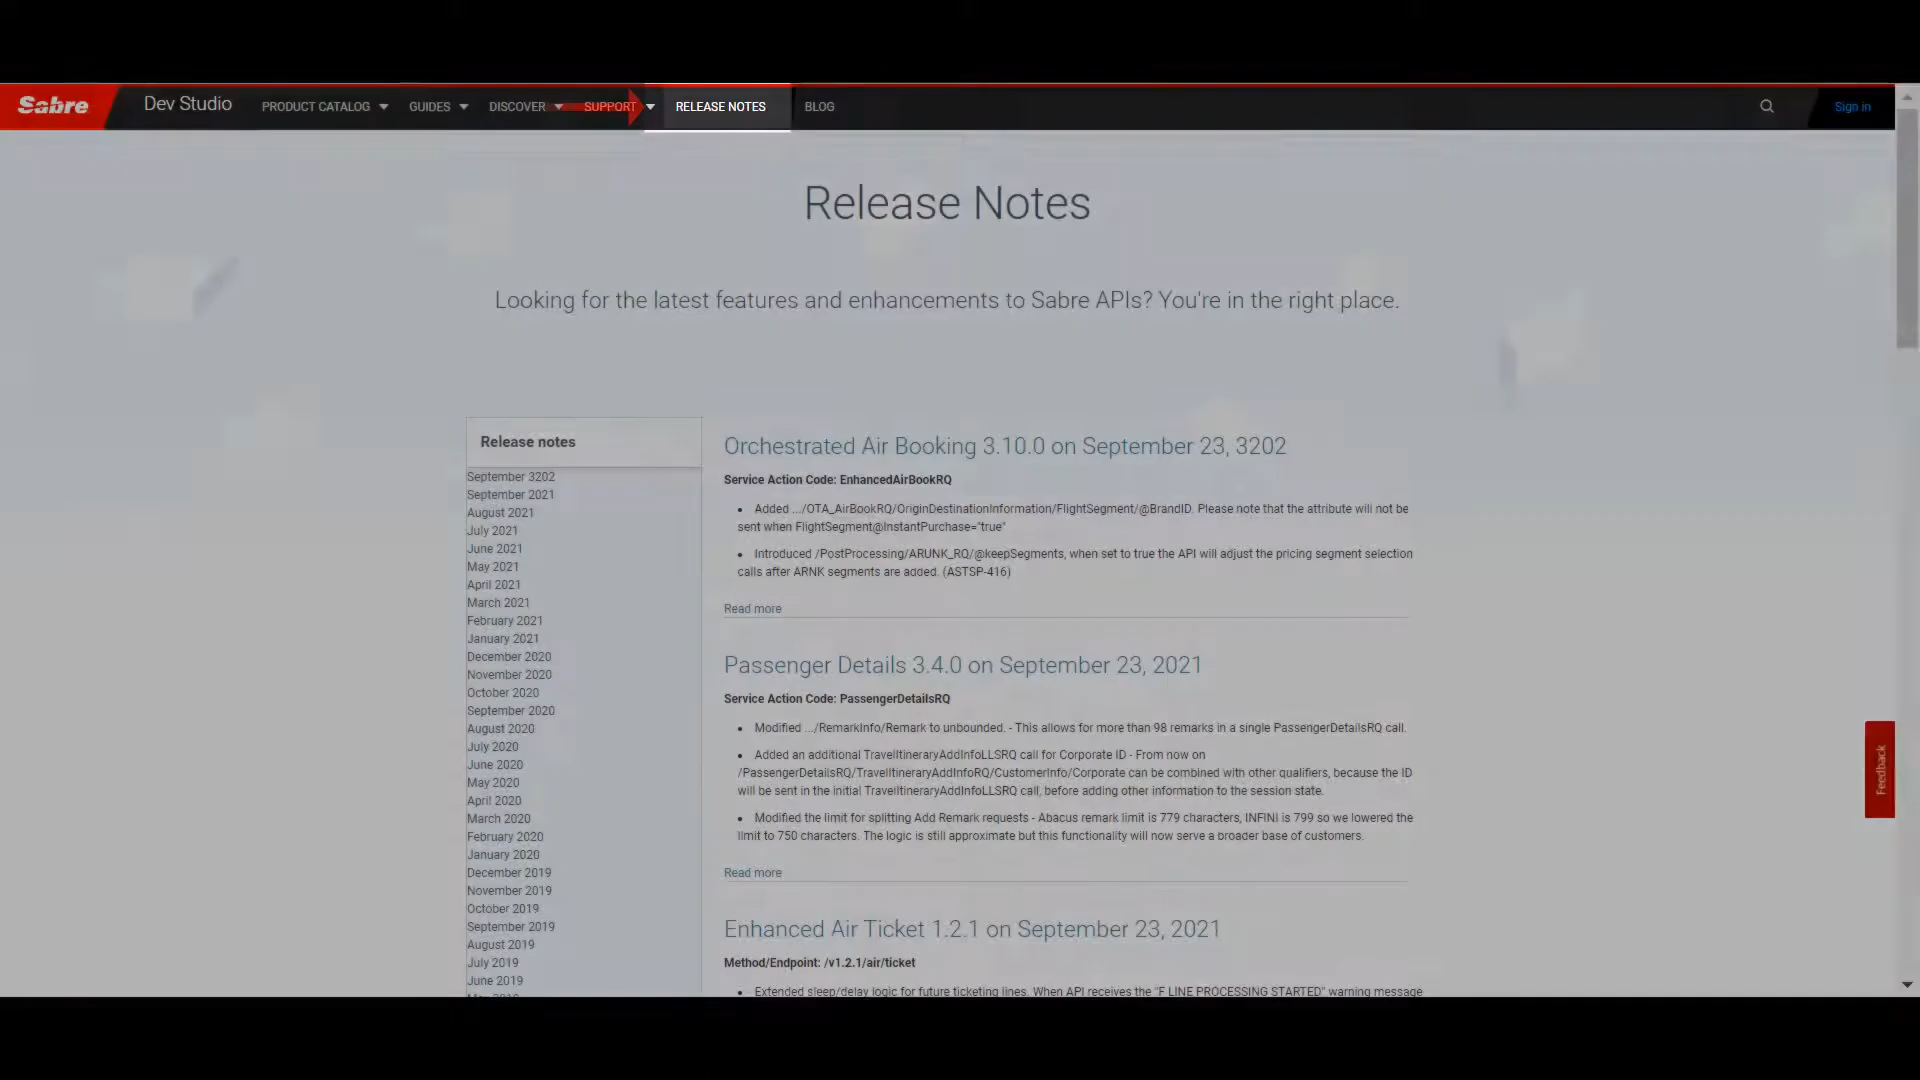 Sabre Dev Studio PRODUCT CATALOG GUIDES DISCOVER SUPPORT RELEASE NOTES BLOG Sign in
Release Notes
Looking for the latest features and enhancements to Sabre APIs? You're in the right place.
Release notes
September 3202
September 2021
August 2021
July 2021
June 2021
May 2021
April 2021
March 2021
February 2021
January 2021
December 2020
November 2020
October 2020
September 2020
August 2020
July 2020
June 2020
May 2020
April 2020
March 2020
February 2020
January 2020
December 2019
November 2019
October 2019
September 2019
August 2019
July 2019
June 2019
Orchestrated Air Booking 3.10.0 on September 23, 3202
Service Action Code: EnhancedAirBookRQ
• Added .../OTA_AirBookRQ/OriginDestinationInformation/FlightSegment/@BrandID. Please note that the attribute will not be
sent when FlightSegment@InstantPurchase="true"
• Introduced /PostProcessing/ARUNK_RQ/@keepSegments, when set to true the API will adjust the pricing segment selection
calls after ARNK segments are added. (ASTSP-416)
Read more
Passenger Details 3.4.0 on September 23, 2021
Service Action Code: PassengerDetailsRQ
• Modified .../RemarkInfo/Remark to unbounded. - This allows for more than 98 remarks in a single PassengerDetailsRQ call.
• Added an additional TravelItineraryAddInfoLLSRQ call for Corporate ID - From now on
/PassengerDetailsRQ/TravelItineraryAddInfoRQ/CustomerInfo/Corporate can be combined with other qualifiers, because the ID
will be sent in the initial TravelItineraryAddInfoLLSRQ call, before adding other information to the session state.
• Modified the limit for splitting Add Remark requests - Abacus remark limit is 779 characters, INFINI is 799 so we lowered the
limit to 750 characters. The logic is still approximate but this functionality will now serve a broader base of customers.
Read more
Enhanced Air Ticket 1.2.1 on September 23, 2021
Method/Endpoint: /v1.2.1/air/ticket
• Extended sleep/delay logic for future ticketing lines. When API receives the "F LINE PROCESSING STARTED" warning message
Feedback